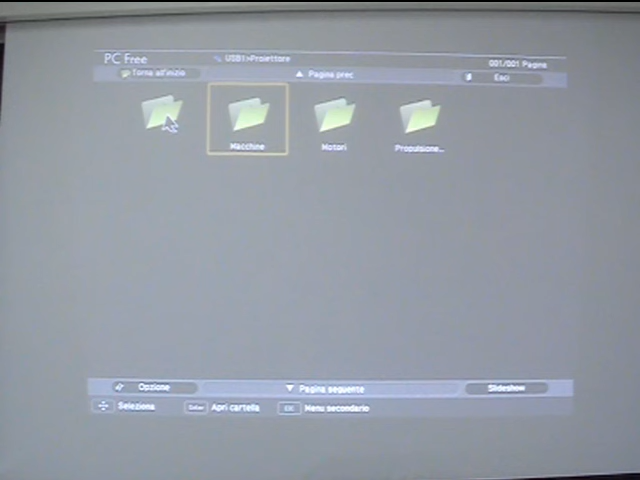 PC Free
USB1>Proiettore
001/001 Pagine
Torna all'inizio
Pagina prec
Esci
Macchine
Motori
Propulsione...
Opzione
Pagina seguente
Slideshow
Seleziona
Enter Apri cartella
ESC Menu secondario